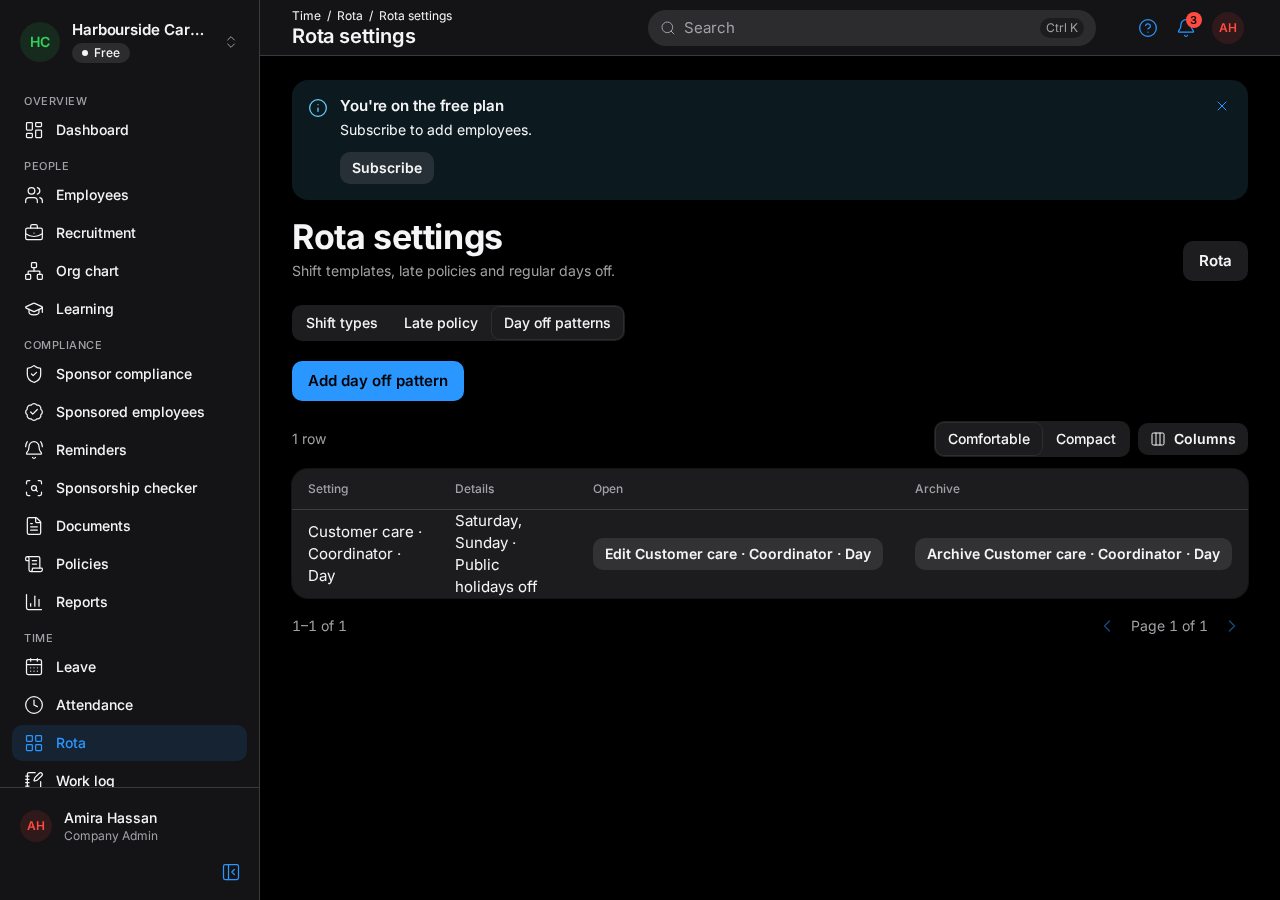 HC
Harbourside Car...
Free
OVERVIEW
Dashboard
PEOPLE
Employees
Recruitment
Org chart
Learning
COMPLIANCE
Sponsor compliance
Sponsored employees
Reminders
Sponsorship checker
Documents
Policies
Reports
TIME
Leave
Attendance
Rota
Work log
AH
Amira Hassan
Company Admin
Time / Rota / Rota settings
Rota settings
Search
Ctrl K
3
AH
You're on the free plan
Subscribe to add employees.
Subscribe
Rota settings
Shift templates, late policies and regular days off.
Rota
Shift types
Late policy
Day off patterns
Add day off pattern
1 row
Comfortable
Compact
Columns
Setting
Details
Open
Archive
Customer care ·
Coordinator ·
Day
Saturday,
Sunday ·
Public
holidays off
Edit Customer care · Coordinator · Day
Archive Customer care · Coordinator · Day
1–1 of 1
Page 1 of 1